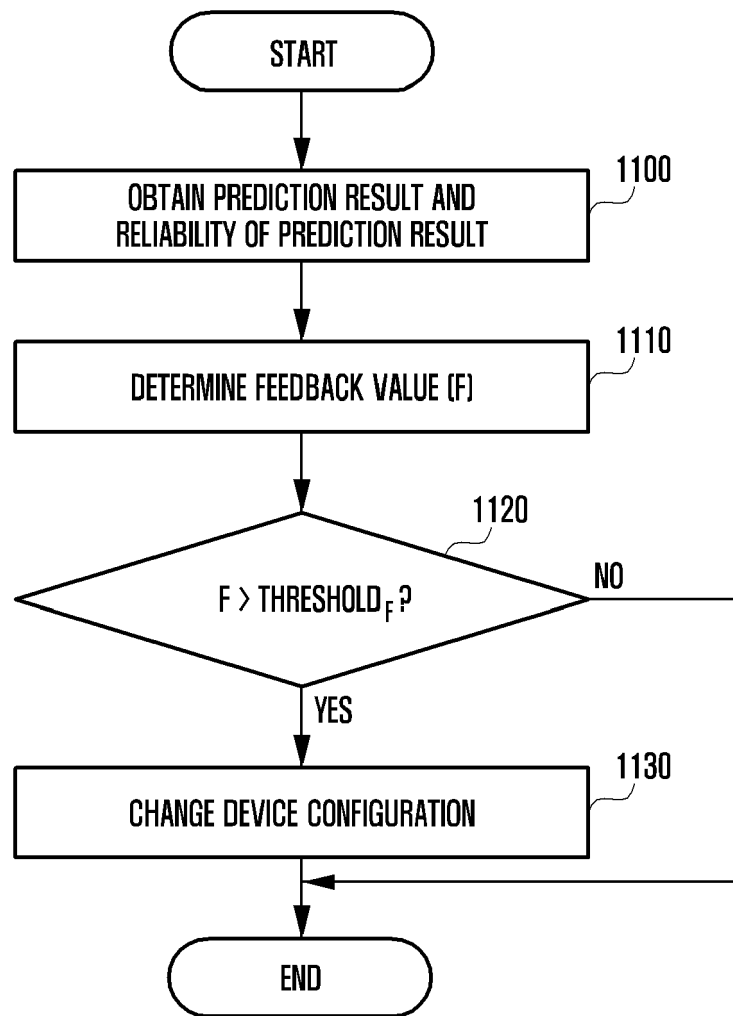 START
1100
OBTAIN PREDICTION RESULT AND
RELIABILITY OF PREDICTION RESULT
1110
DETERMINE FEEDBACK VALUE (F)
1120
F > THRESHOLD_F ?
NO
YES
1130
CHANGE DEVICE CONFIGURATION
END